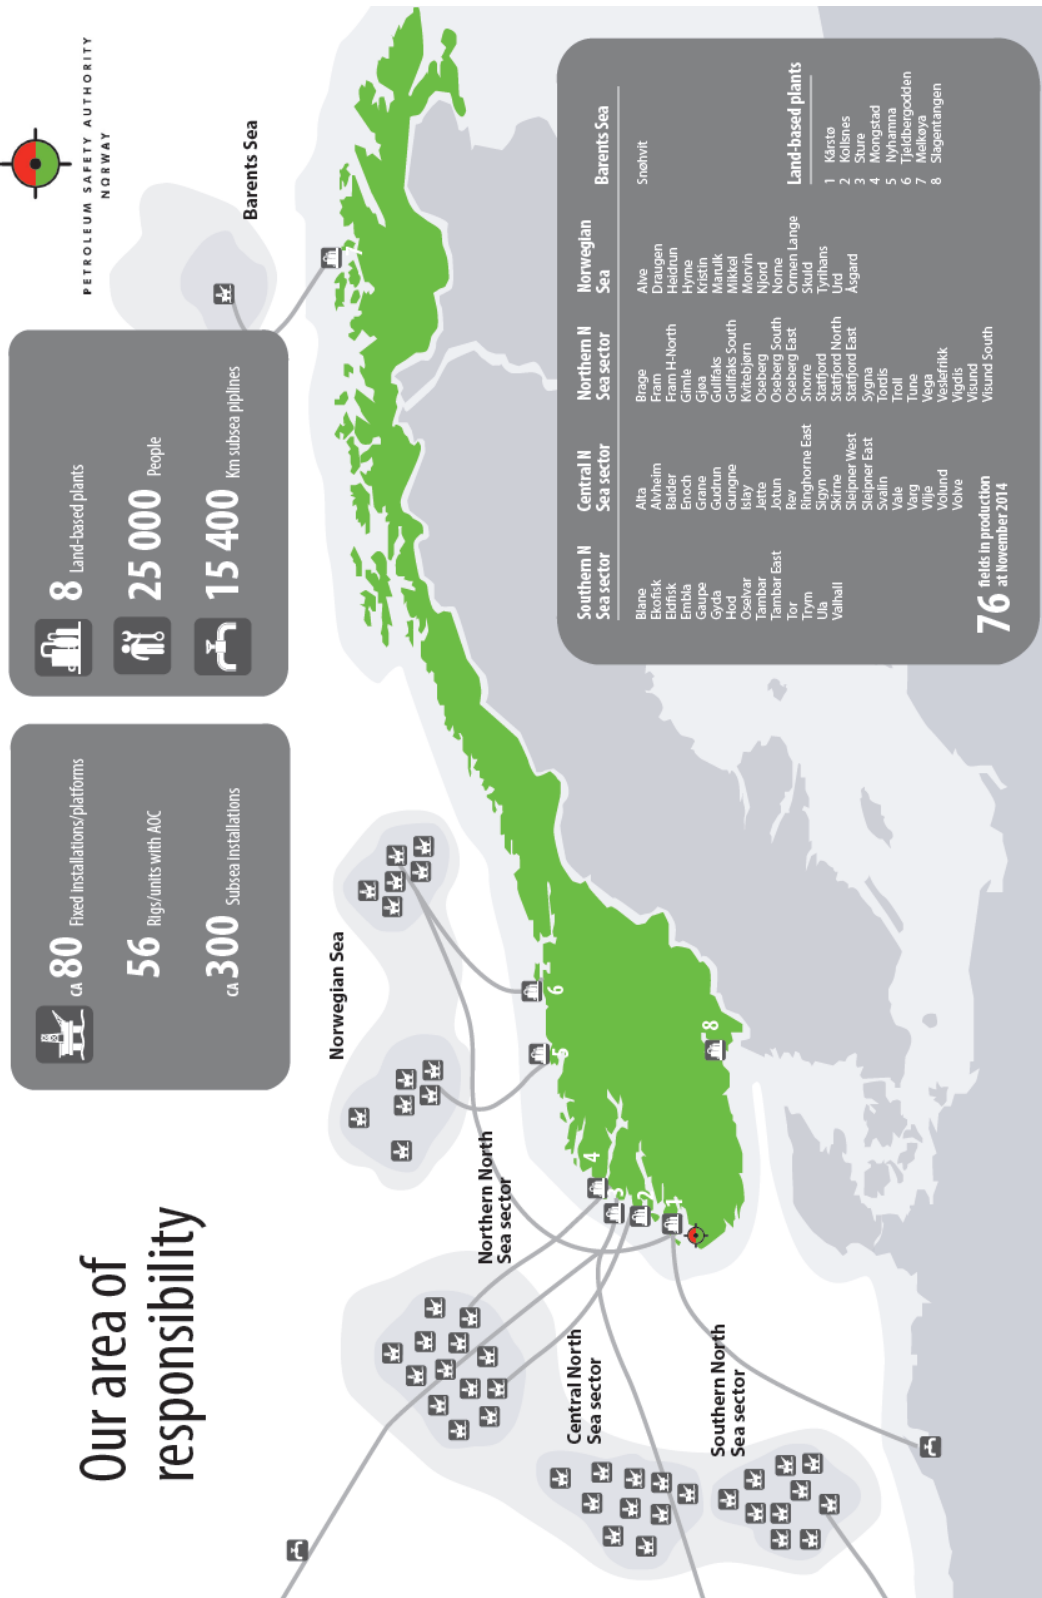 Our area of
responsibility
CA 80 Fixed installations/platforms
56 Rigs/units with AOC
CA 300 Subsea installations
8 Land-based plants
25 000 People
15 400 Km subsea piplines
PETROLEUM SAFETY AUTHORITY
NORWAY
Barents Sea
Norwegian Sea
Northern North
Sea sector
Central North
Sea sector
Southern North
Sea sector
1
2
3
4
5
6
7
8
Southern N
Sea sector
Blane
Ekofisk
Eldfisk
Embla
Gaupe
Gyda
Hod
Oselvar
Tambar
Tambar East
Tor
Trym
Ula
Valhall
Central N
Sea sector
Alta
Alvheim
Balder
Enoch
Grane
Gudrun
Gungne
Islay
Jette
Jotun
Rev
Ringhorne East
Sigyn
Skirne
Sleipner West
Sleipner East
Svalin
Vale
Varg
Vilje
Volund
Volve
Northern N
Sea sector
Brage
Fram
Fram H-North
Gimle
Gjøa
Gullfaks
Gullfaks South
Kvitebjørn
Oseberg
Oseberg South
Oseberg East
Snorre
Statfjord
Statfjord North
Statfjord East
Sygna
Tordis
Troll
Tune
Vega
Veslefrikk
Vigdis
Visund
Visund South
Norwegian
Sea
Alve
Draugen
Heidrun
Hyme
Kristin
Marulk
Mikkel
Morvin
Njord
Norne
Ormen Lange
Skuld
Tyrihans
Urd
Åsgard
Barents Sea
Snøhvit
Land-based plants
1 Kårstø
2 Kollsnes
3 Sture
4 Mongstad
5 Nyhamna
6 Tjeldbergodden
7 Melkøya
8 Slagentangen
76 fields in production
at November 2014